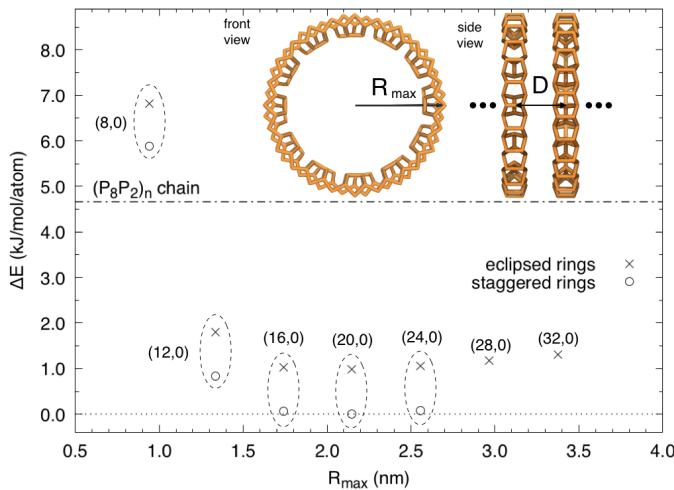 front
view
side
view
R max
D
8.0
7.0
6.0
5.0
4.0
3.0
2.0
1.0
0.0
ΔE (kJ/mol/atom)
(8,0)
(P8P2)n chain
eclipsed rings
staggered rings
(12,0)
(16,0)
(20,0)
(24,0)
(28,0)
(32,0)
0.5 1.0 1.5 2.0 2.5 3.0 3.5 4.0
Rmax (nm)